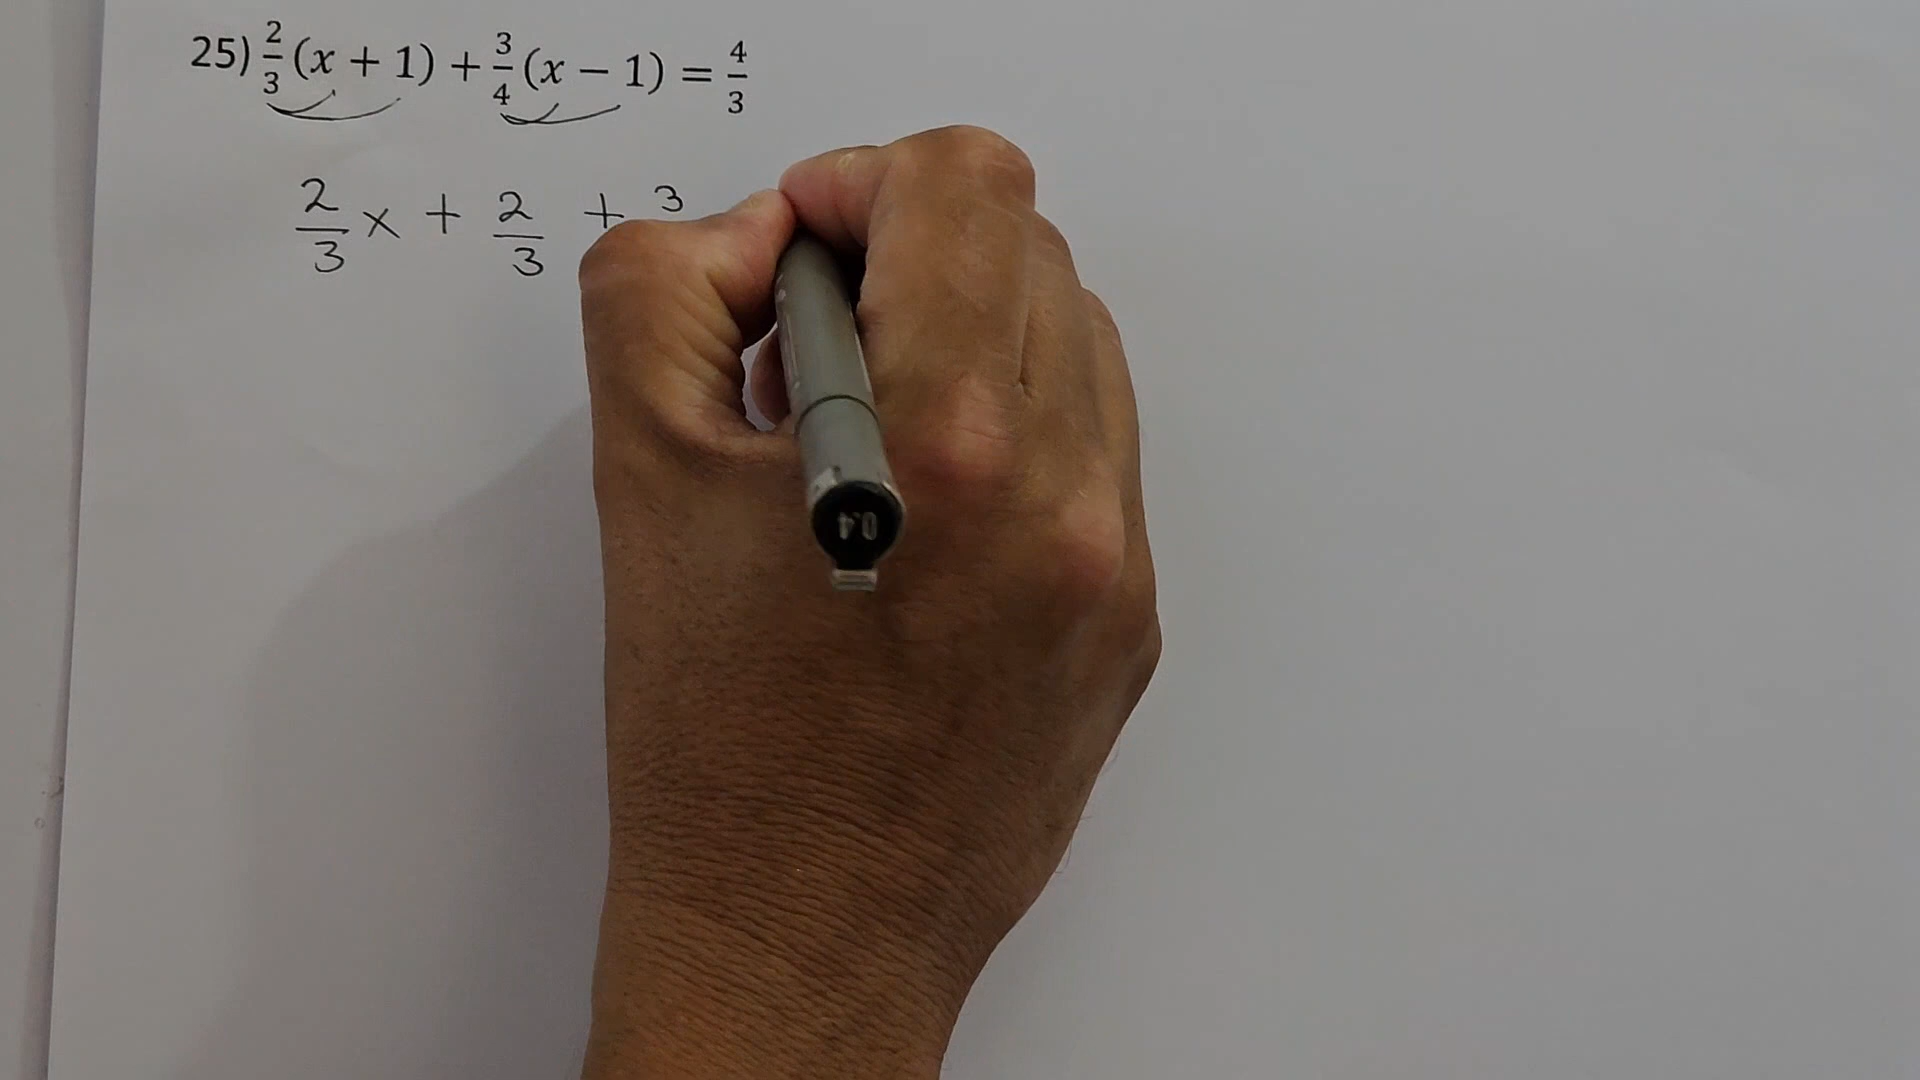 25) 2/3 (x + 1) + 3/4 (x − 1) = 4/3
2/3 x + 2/3 + 3
0.4